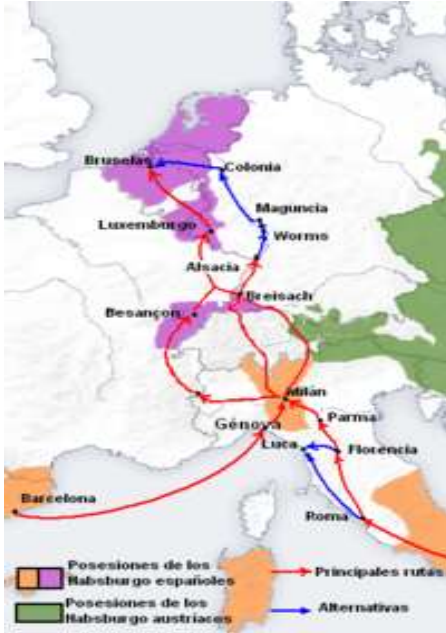 Bruselas
Colonia
Maguncia
Worms
Luxemburgo
Alsacia
Breisach
Besançon
Milán
Génova
Parma
Luca
Florencia
Barcelona
Roma
Posesiones de los
Habsburgo españoles
Principales rutas
Posesiones de los
Habsburgo austriacos
Alternativas